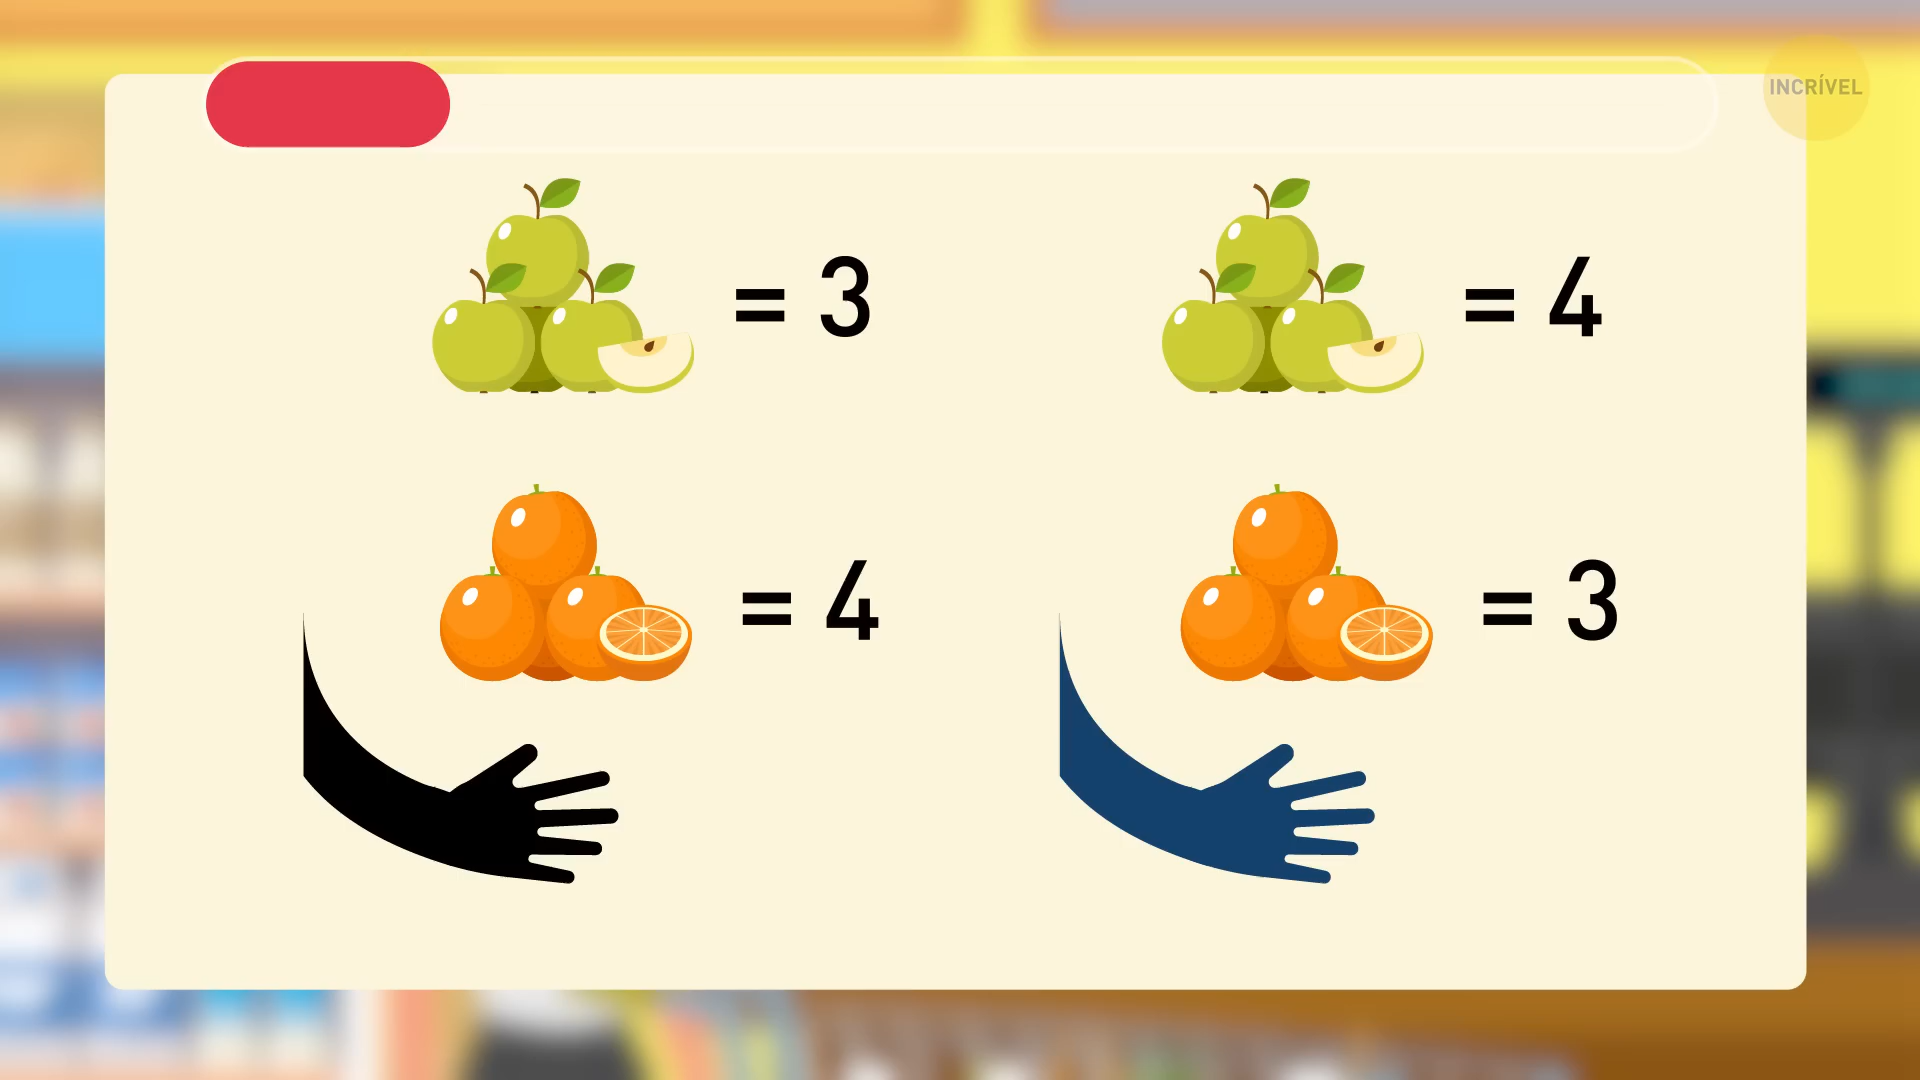 INCRÍVEL
= 3
= 4
= 4
= 3